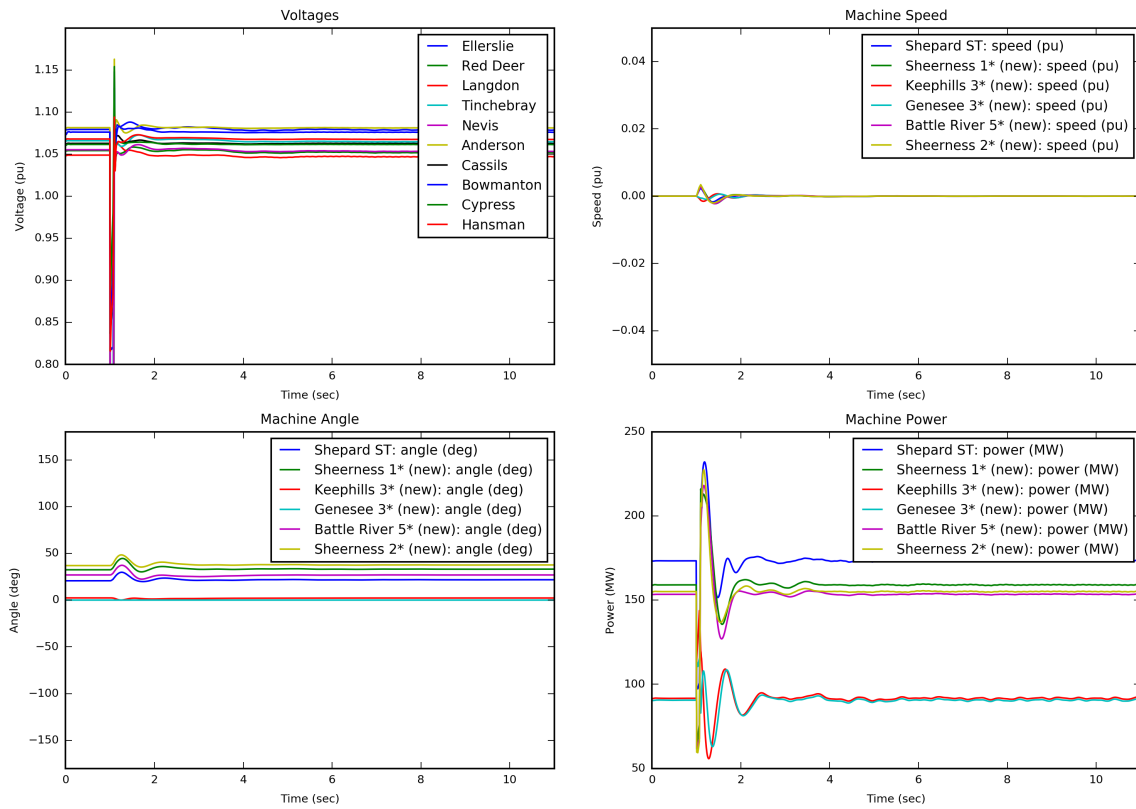 Voltages
Voltage (pu)
1.15
1.10
1.05
1.00
0.95
0.90
0.85
0.80
0 2 4 6 8 10
Time (sec)
Ellerslie
Red Deer
Langdon
Tinchebray
Nevis
Anderson
Cassils
Bowmanton
Cypress
Hansman
Machine Speed
Speed (pu)
0.04
0.02
0.00
−0.02
−0.04
0 2 4 6 8 10
Time (sec)
Shepard ST: speed (pu)
Sheerness 1* (new): speed (pu)
Keephills 3* (new): speed (pu)
Genesee 3* (new): speed (pu)
Battle River 5* (new): speed (pu)
Sheerness 2* (new): speed (pu)
Machine Angle
Angle (deg)
150
100
50
0
−50
−100
−150
0 2 4 6 8 10
Time (sec)
Shepard ST: angle (deg)
Sheerness 1* (new): angle (deg)
Keephills 3* (new): angle (deg)
Genesee 3* (new): angle (deg)
Battle River 5* (new): angle (deg)
Sheerness 2* (new): angle (deg)
Machine Power
Power (MW)
250
200
150
100
50
0 2 4 6 8 10
Time (sec)
Shepard ST: power (MW)
Sheerness 1* (new): power (MW)
Keephills 3* (new): power (MW)
Genesee 3* (new): power (MW)
Battle River 5* (new): power (MW)
Sheerness 2* (new): power (MW)